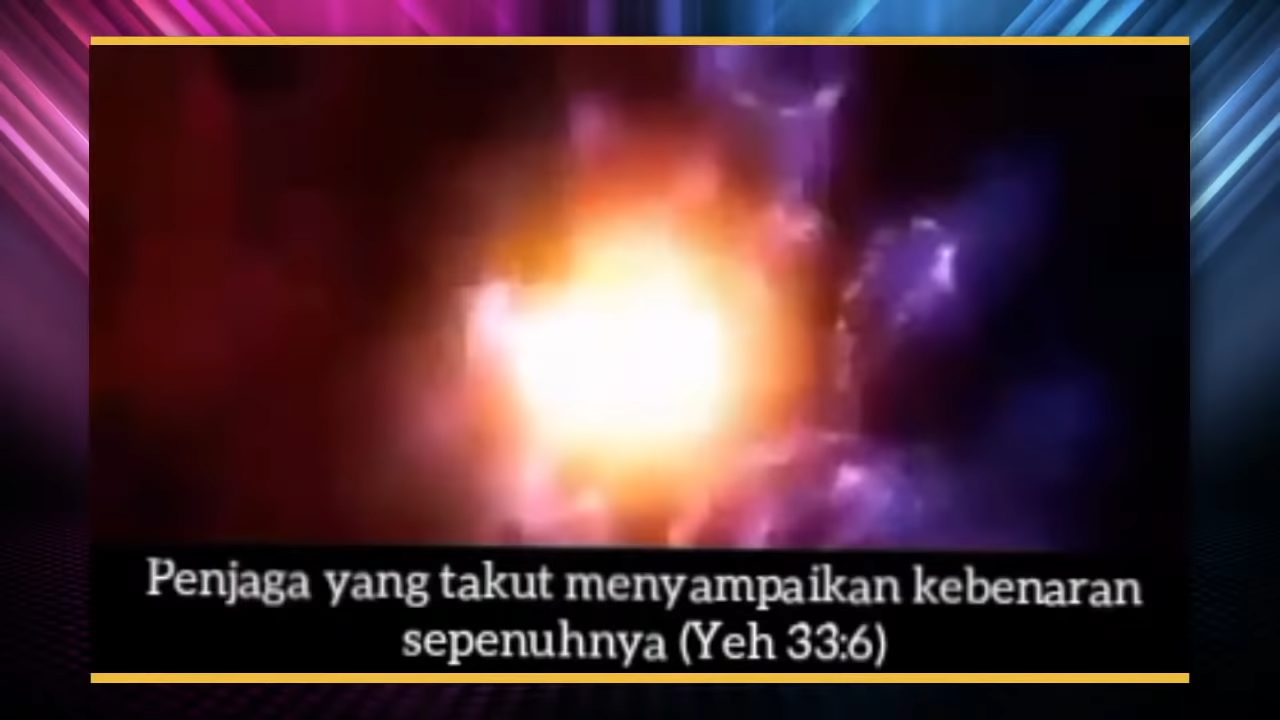 Penjaga yang takut menyampaikan kebenaran
sepenuhnya (Yeh 33:6)